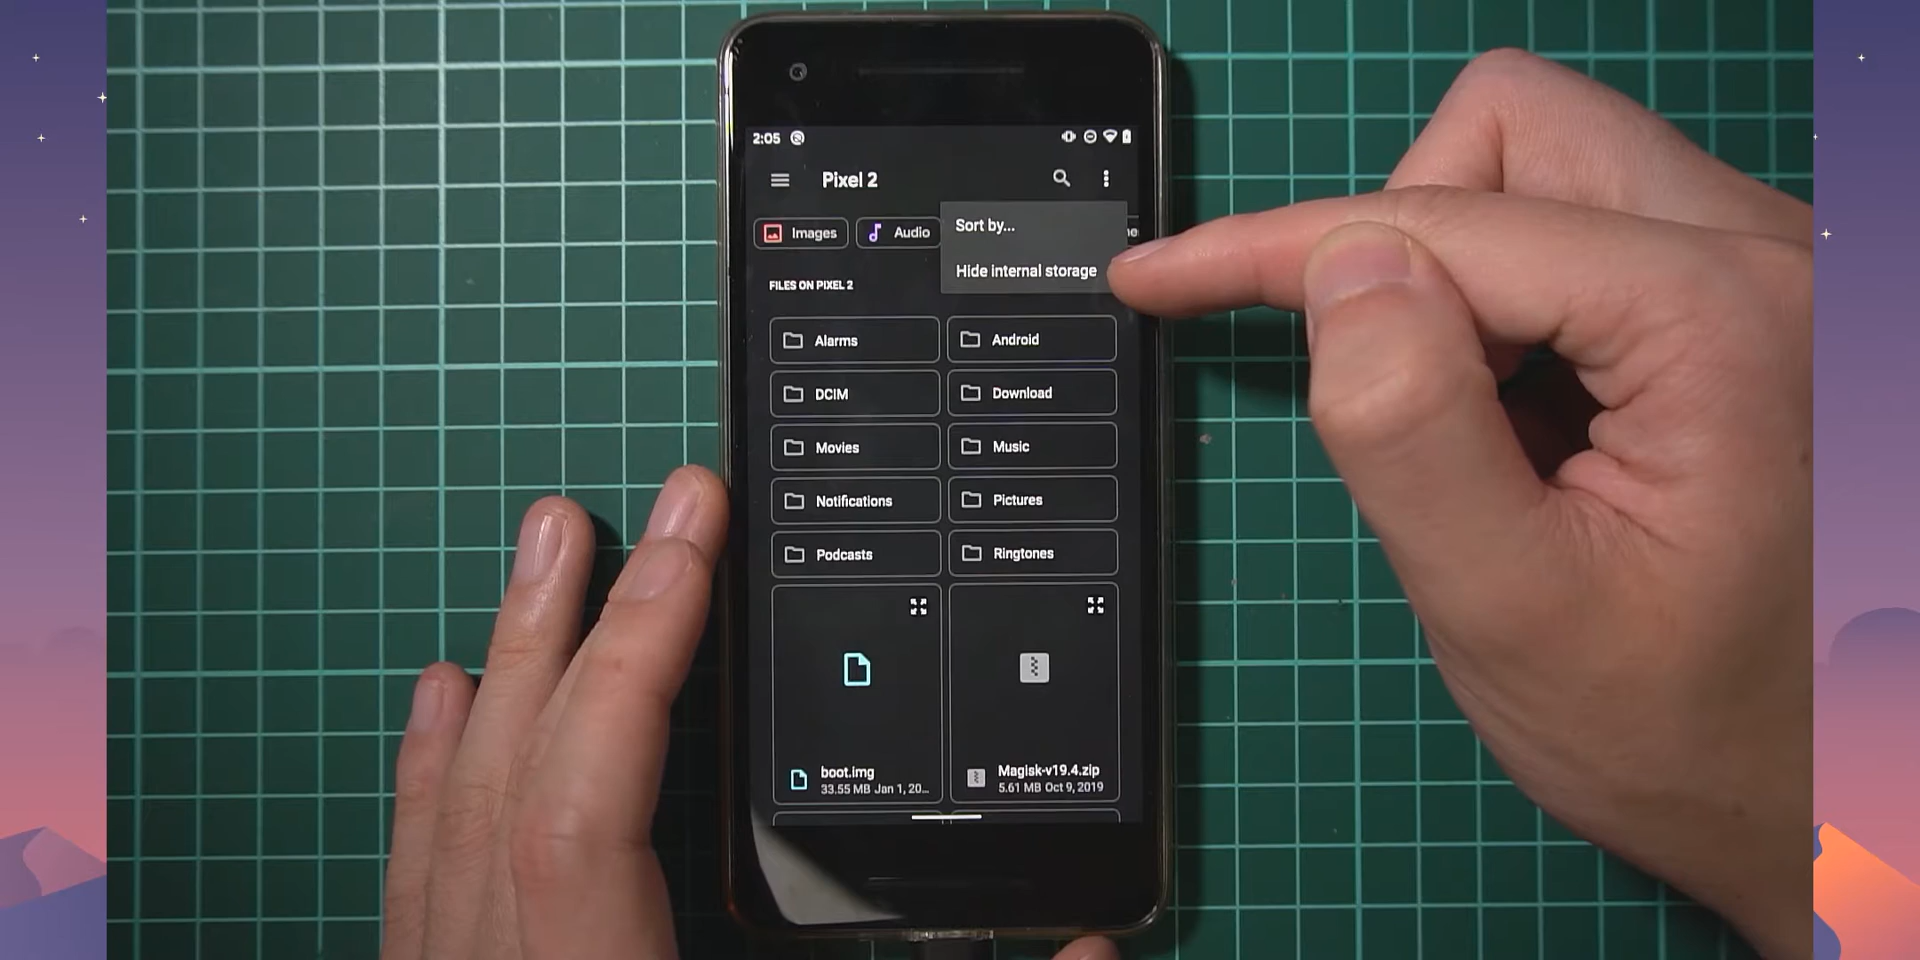 2:05
Pixel 2
Sort by...
Images
Audio
Hide internal storage
FILES ON PIXEL 2
Alarms
Android
DCIM
Download
Movies
Music
Notifications
Pictures
Podcasts
Ringtones
boot.img
33.55 MB Jan 1, 20...
Magisk-v19.4.zip
5.61 MB Oct 9, 2019